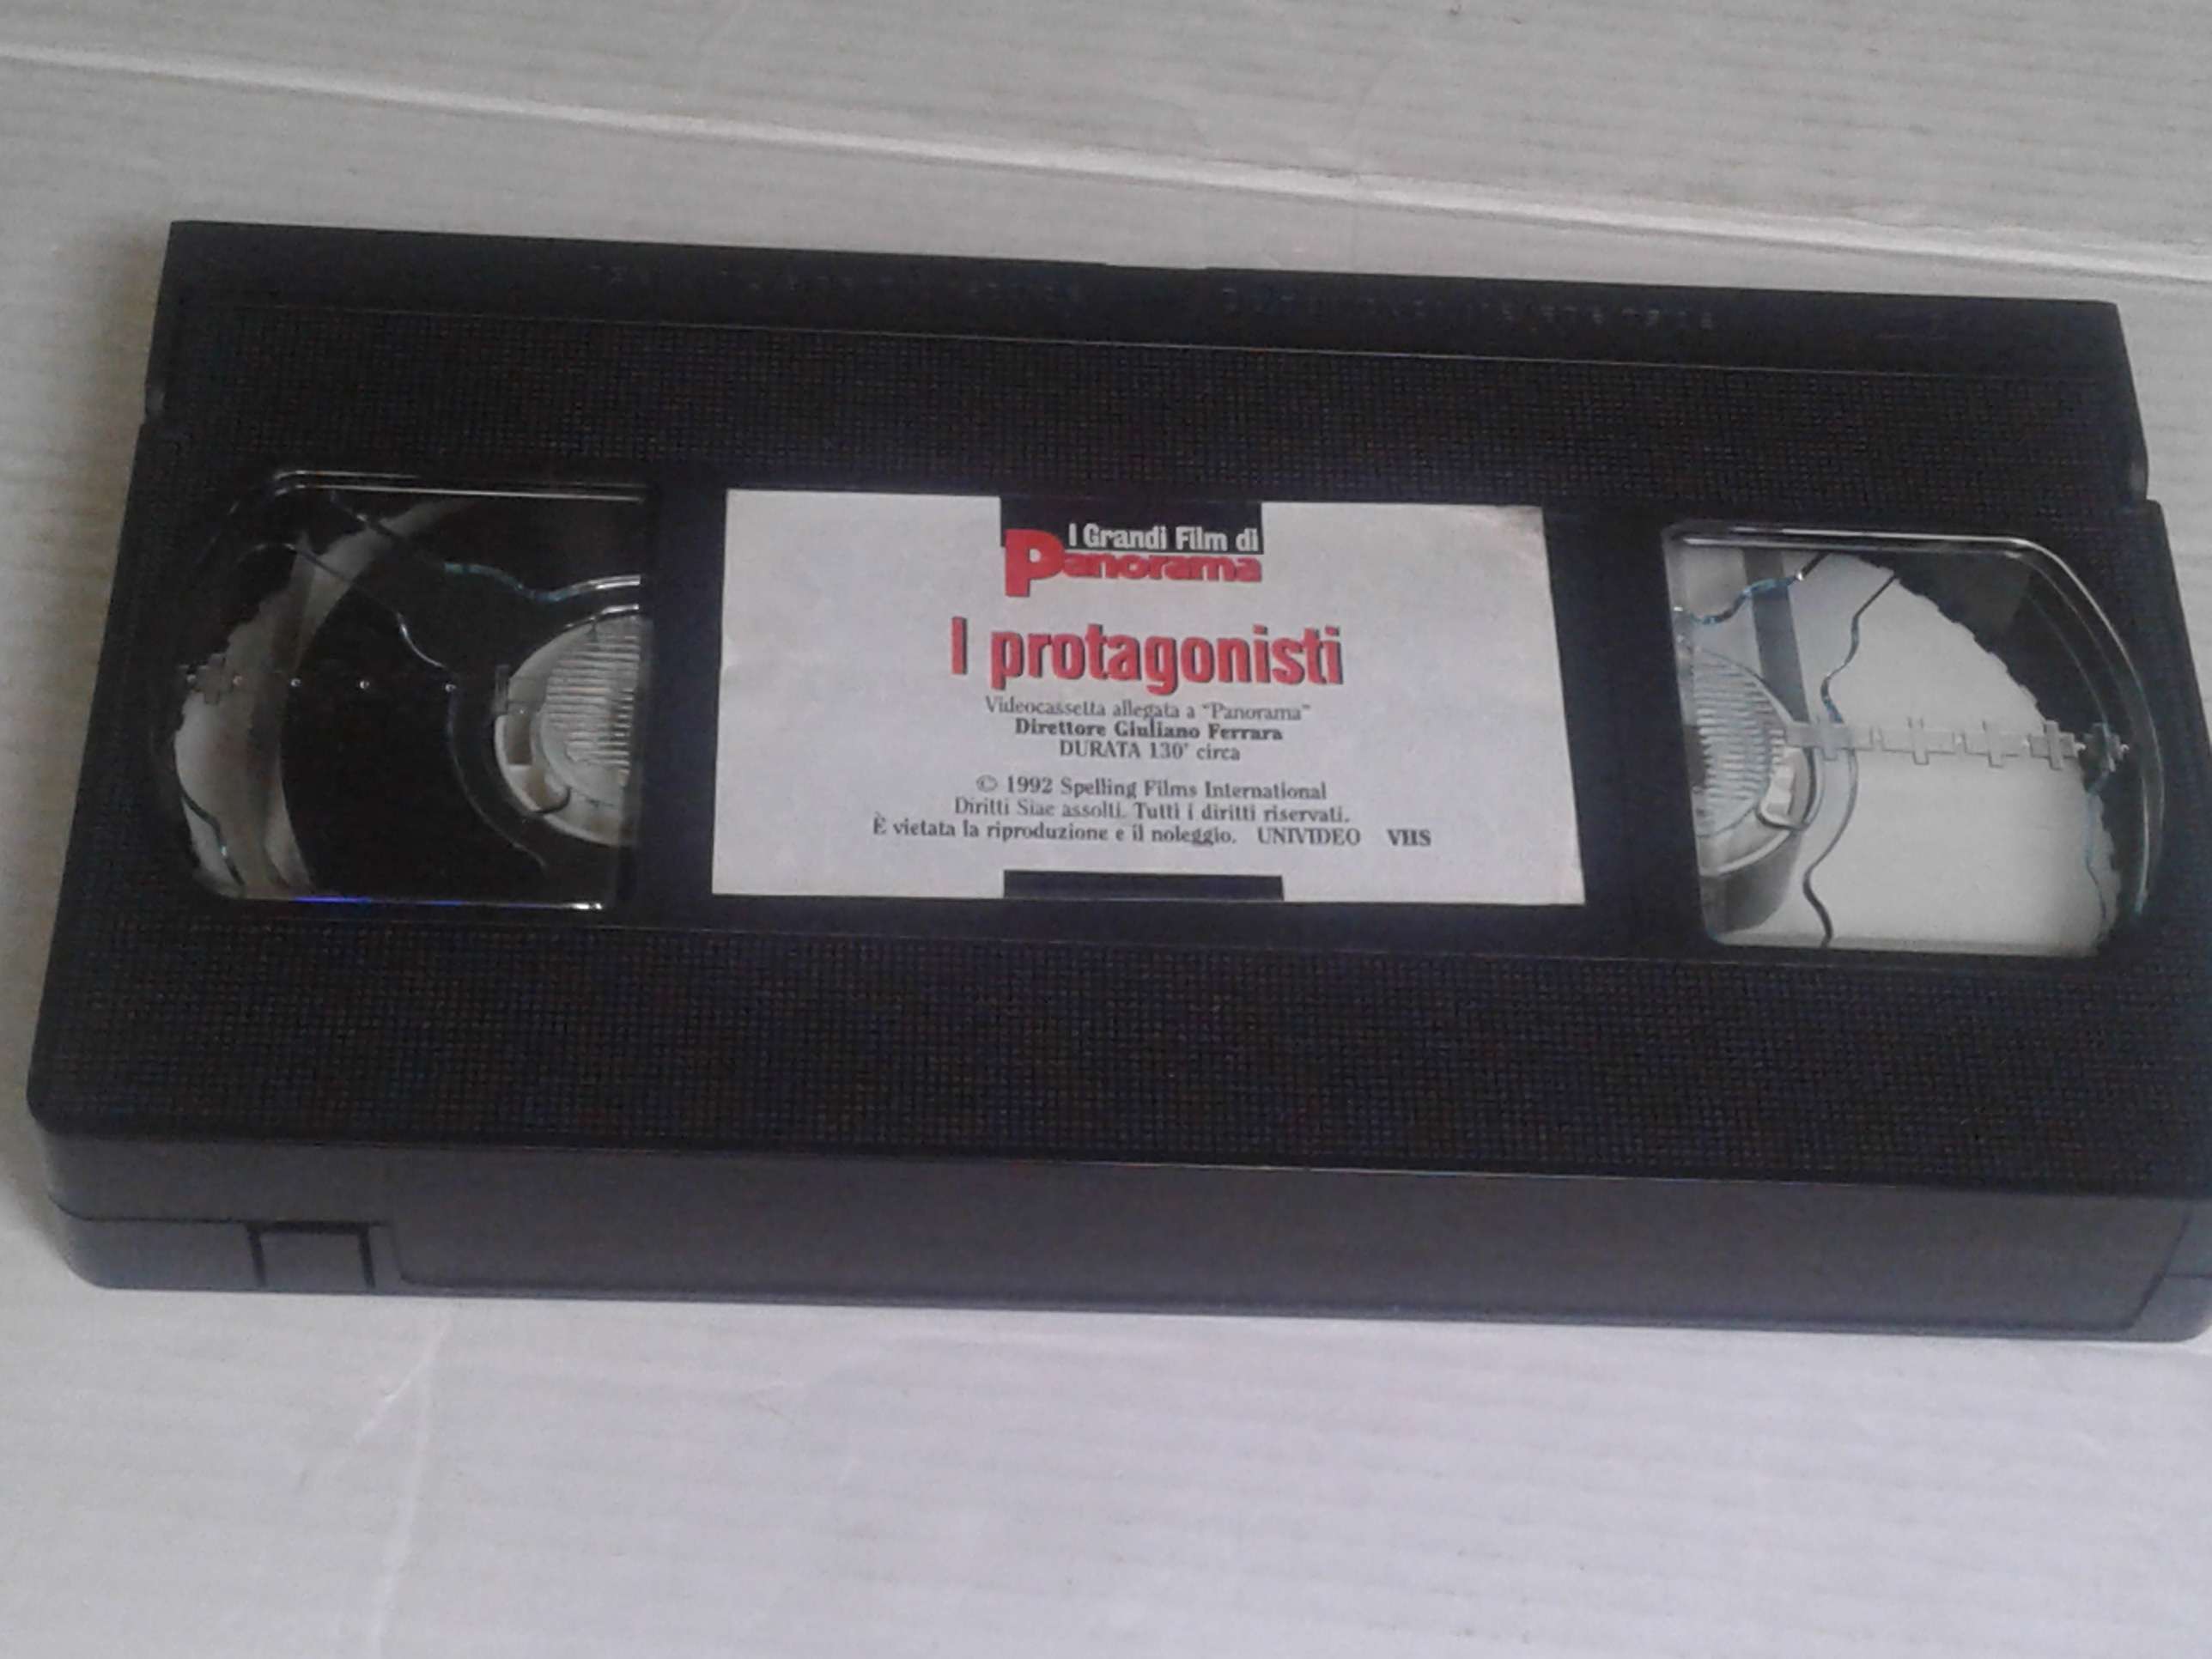 I Grandi Film di
Panorama
I protagonisti
Videocassetta allegata a "Panorama"
Direttore Giuliano Ferrara
DURATA 130' circa
© 1992 Spelling Films International
Diritti Siae assolti. Tutti i diritti riservati.
È vietata la riproduzione e il noleggio. UNIVIDEO VHS